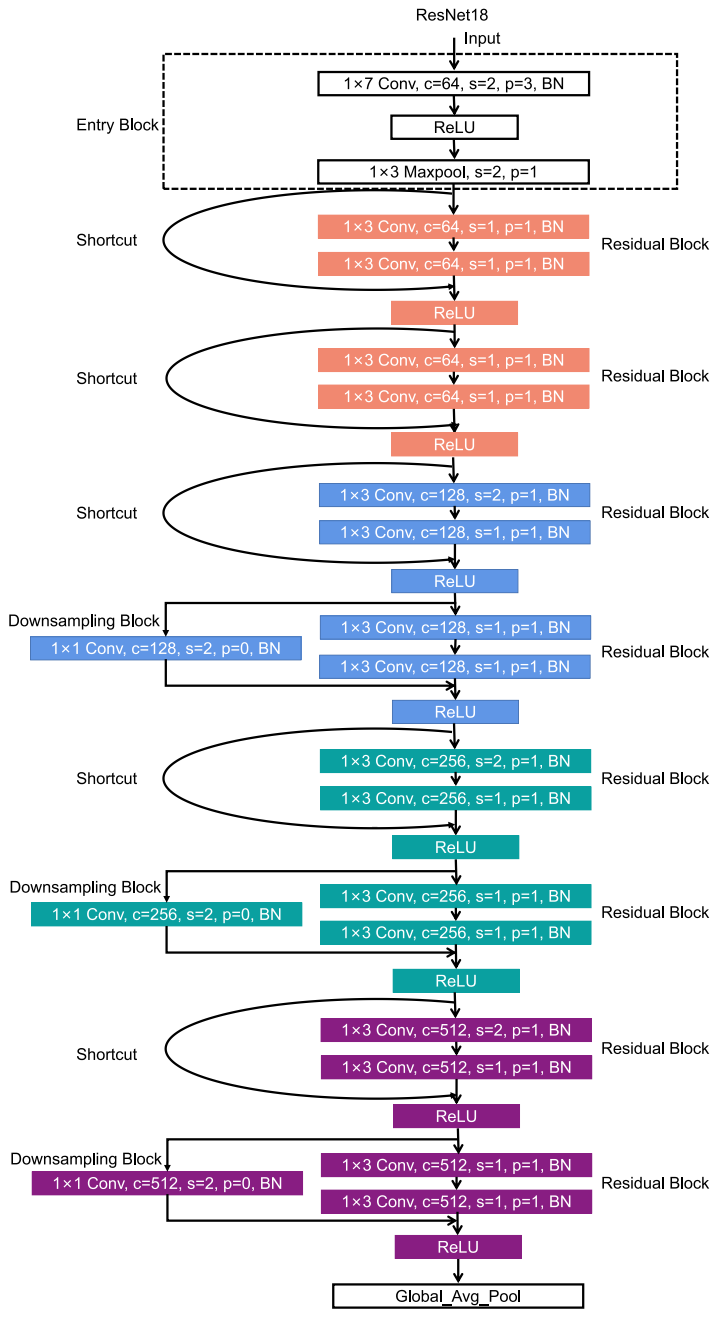 ResNet18
Input
1×7 Conv, c=64, s=2, p=3, BN
Entry Block
ReLU
1×3 Maxpool, s=2, p=1
1×3 Conv, c=64, s=1, p=1, BN
Shortcut
Residual Block
1×3 Conv, c=64, s=1, p=1, BN
ReLU
1×3 Conv, c=64, s=1, p=1, BN
Shortcut
Residual Block
1×3 Conv, c=64, s=1, p=1, BN
ReLU
1×3 Conv, c=128, s=2, p=1, BN
Shortcut
Residual Block
1×3 Conv, c=128, s=1, p=1, BN
ReLU
Downsampling Block
1×3 Conv, c=128, s=1, p=1, BN
1×1 Conv, c=128, s=2, p=0, BN
Residual Block
1×3 Conv, c=128, s=1, p=1, BN
ReLU
1×3 Conv, c=256, s=2, p=1, BN
Shortcut
Residual Block
1×3 Conv, c=256, s=1, p=1, BN
ReLU
Downsampling Block
1×3 Conv, c=256, s=1, p=1, BN
1×1 Conv, c=256, s=2, p=0, BN
Residual Block
1×3 Conv, c=256, s=1, p=1, BN
ReLU
1×3 Conv, c=512, s=2, p=1, BN
Shortcut
Residual Block
1×3 Conv, c=512, s=1, p=1, BN
ReLU
Downsampling Block
1×3 Conv, c=512, s=1, p=1, BN
1×1 Conv, c=512, s=2, p=0, BN
Residual Block
1×3 Conv, c=512, s=1, p=1, BN
ReLU
Global_Avg_Pool